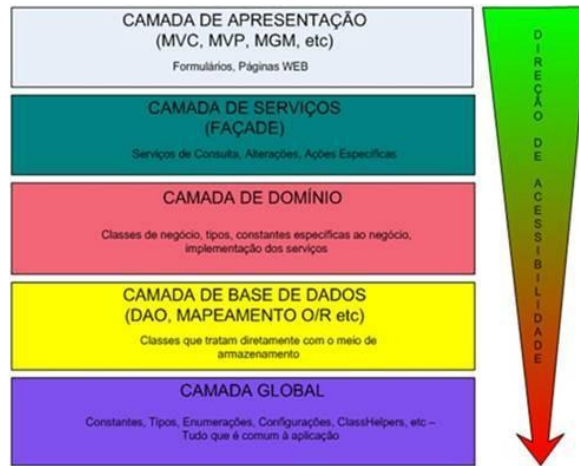 CAMADA DE APRESENTAÇÃO
(MVC, MVP, MGM, etc)
Formulários, Páginas WEB
CAMADA DE SERVIÇOS
(FAÇADE)
Serviços de Consulta, Alterações, Ações Específicas
CAMADA DE DOMÍNIO
Classes de negócio, tipos, constantes específicas ao negócio,
implementação dos serviços
CAMADA DE BASE DE DADOS
(DAO, MAPEAMENTO O/R etc)
Classes que tratam diretamente com o meio de
armazenamento
CAMADA GLOBAL
Constantes, Tipos, Enumerações, Configurações, ClassHelpers, etc –
Tudo que é comum à aplicação
DIREÇÃO DE ACESSIBILIDADE